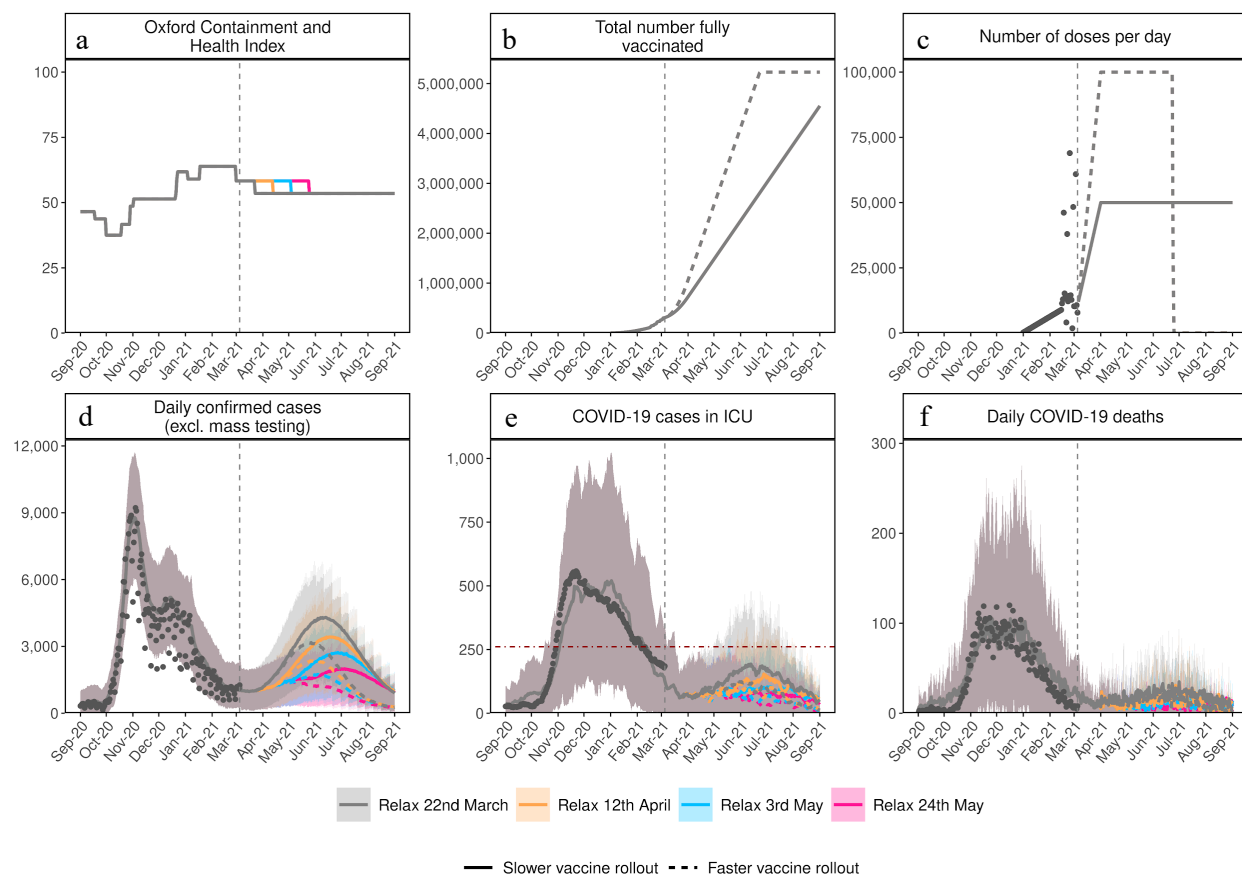 a
Oxford Containment and
Health Index
b
Total number fully
vaccinated
c
Number of doses per day
100
75
50
25
0
Sep-20
Oct-20
Nov-20
Dec-20
Jan-21
Feb-21
Mar-21
Apr-21
May-21
Jun-21
Jul-21
Aug-21
Sep-21
5,000,000
4,000,000
3,000,000
2,000,000
1,000,000
0
Sep-20
Oct-20
Nov-20
Dec-20
Jan-21
Feb-21
Mar-21
Apr-21
May-21
Jun-21
Jul-21
Aug-21
Sep-21
100,000
75,000
50,000
25,000
0
Sep-20
Oct-20
Nov-20
Dec-20
Jan-21
Feb-21
Mar-21
Apr-21
May-21
Jun-21
Jul-21
Aug-21
Sep-21
d
Daily confirmed cases
(excl. mass testing)
e
COVID-19 cases in ICU
f
Daily COVID-19 deaths
12,000
9,000
6,000
3,000
0
Sep-20
Oct-20
Nov-20
Dec-20
Jan-21
Feb-21
Mar-21
Apr-21
May-21
Jun-21
Jul-21
Aug-21
Sep-21
1,000
750
500
250
0
Sep-20
Oct-20
Nov-20
Dec-20
Jan-21
Feb-21
Mar-21
Apr-21
May-21
Jun-21
Jul-21
Aug-21
Sep-21
300
200
100
0
Sep-20
Oct-20
Nov-20
Dec-20
Jan-21
Feb-21
Mar-21
Apr-21
May-21
Jun-21
Jul-21
Aug-21
Sep-21
Relax 22nd March Relax 12th April Relax 3rd May Relax 24th May
Slower vaccine rollout Faster vaccine rollout